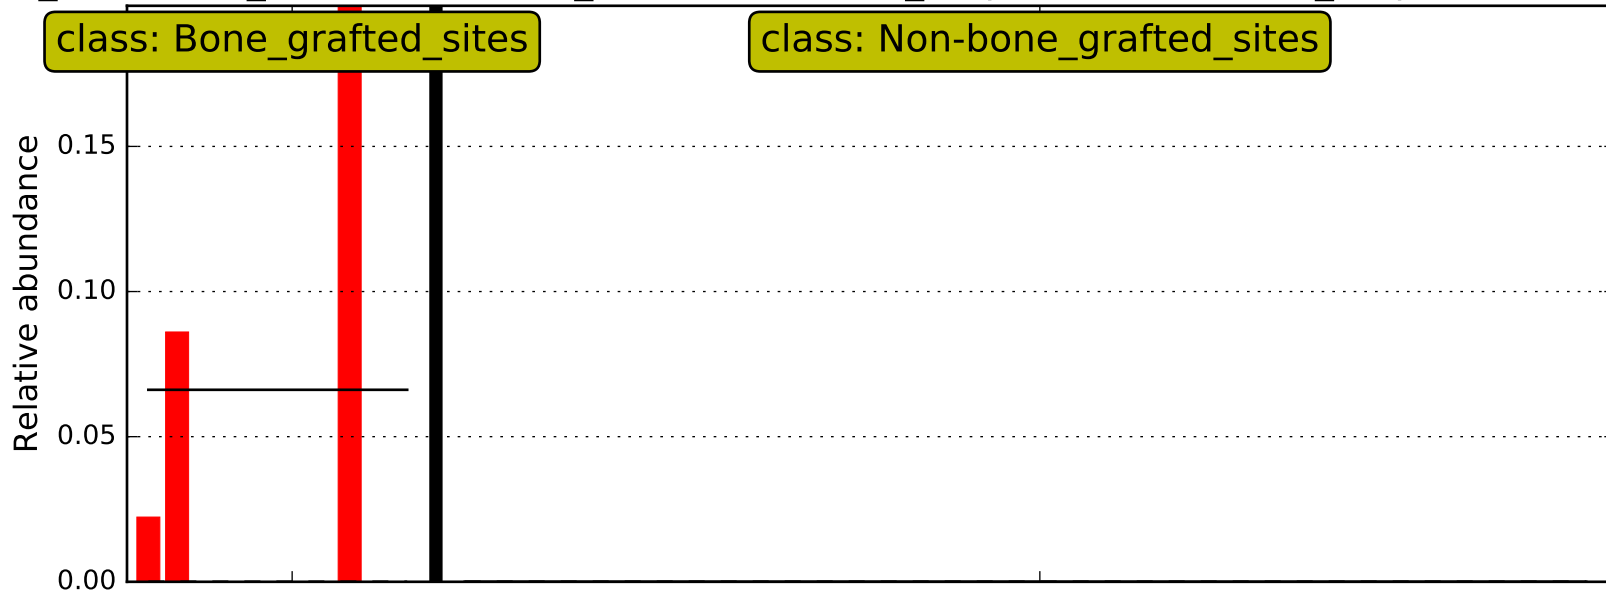 class: Bone_grafted_sites
class: Non-bone_grafted_sites
Relative abundance
0.15
0.10
0.05
0.00